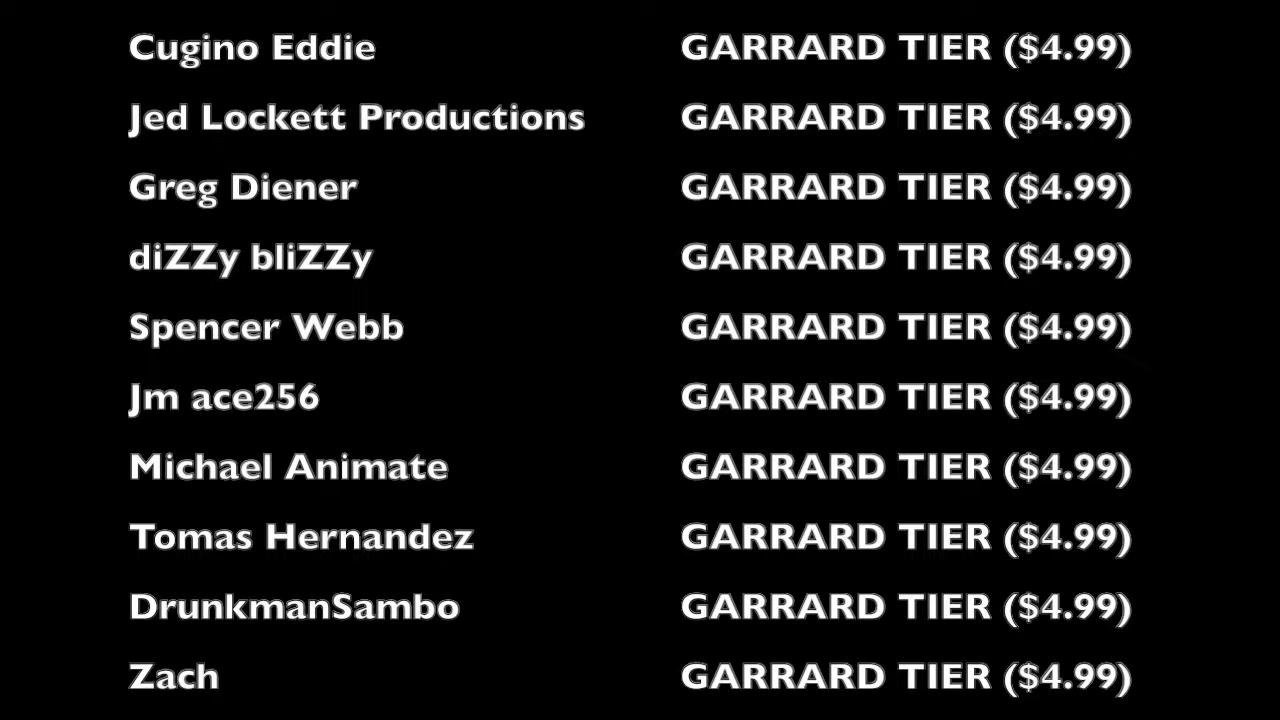 Cugino Eddie GARRARD TIER ($4.99)
Jed Lockett Productions GARRARD TIER ($4.99)
Greg Diener GARRARD TIER ($4.99)
diZZy bliZZy GARRARD TIER ($4.99)
Spencer Webb GARRARD TIER ($4.99)
Jm ace256 GARRARD TIER ($4.99)
Michael Animate GARRARD TIER ($4.99)
Tomas Hernandez GARRARD TIER ($4.99)
DrunkmanSambo GARRARD TIER ($4.99)
Zach GARRARD TIER ($4.99)